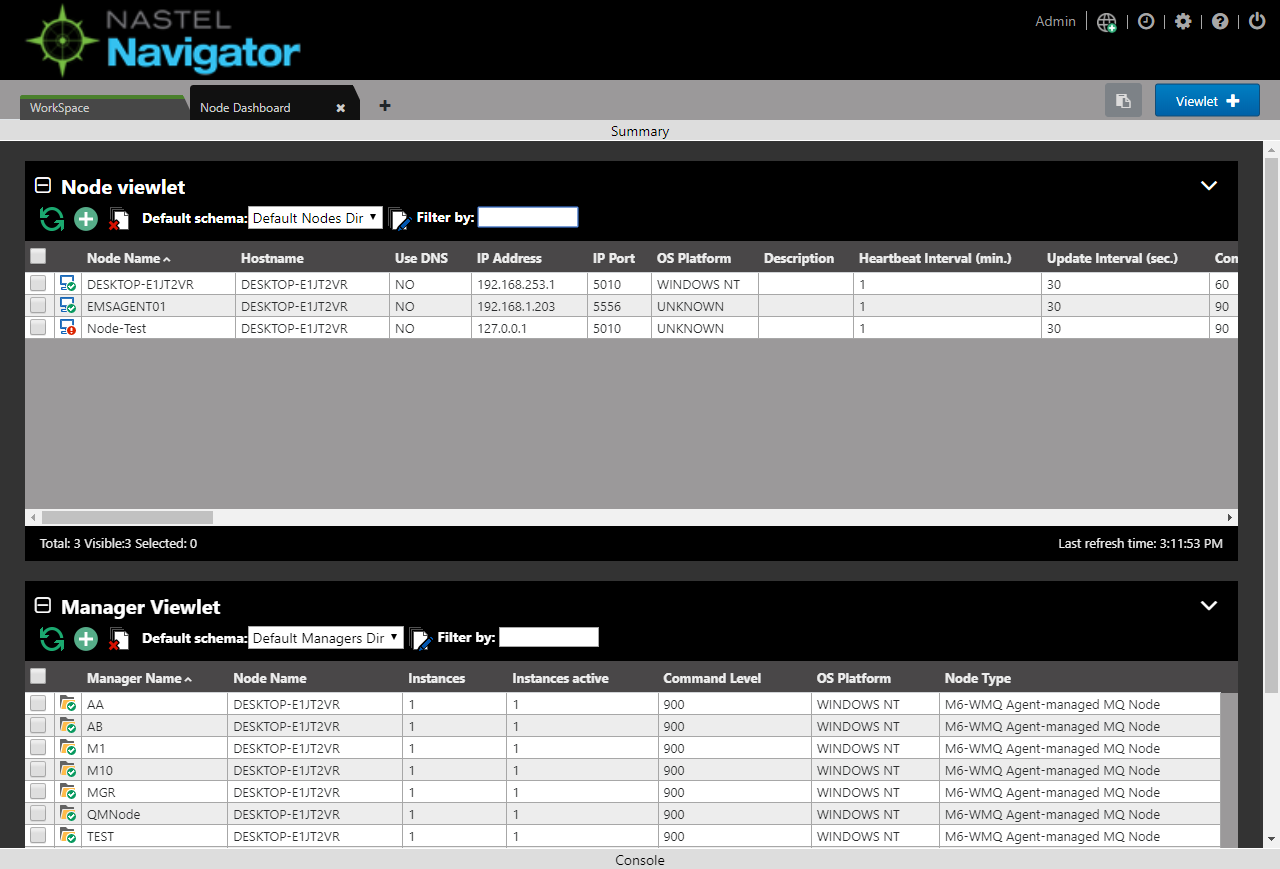 NASTEL
Navigator
Admin
WorkSpace
Node Dashboard
Viewlet
Summary
Node viewlet
Default schema: Default Nodes Dir Filter by:
Node Name Hostname Use DNS IP Address IP Port OS Platform Description Heartbeat Interval (min.) Update Interval (sec.) Con
DESKTOP-E1JT2VR DESKTOP-E1JT2VR NO 192.168.253.1 5010 WINDOWS NT 1 30 60
EMSAGENT01 DESKTOP-E1JT2VR NO 192.168.1.203 5556 UNKNOWN 1 30 90
Node-Test DESKTOP-E1JT2VR NO 127.0.0.1 5010 UNKNOWN 1 30 90
Total: 3 Visible:3 Selected: 0 Last refresh time: 3:11:53 PM
Manager Viewlet
Default schema: Default Managers Dir Filter by:
Manager Name Node Name Instances Instances active Command Level OS Platform Node Type
AA DESKTOP-E1JT2VR 1 1 900 WINDOWS NT M6-WMQ Agent-managed MQ Node
AB DESKTOP-E1JT2VR 1 1 900 WINDOWS NT M6-WMQ Agent-managed MQ Node
M1 DESKTOP-E1JT2VR 1 1 900 WINDOWS NT M6-WMQ Agent-managed MQ Node
M10 DESKTOP-E1JT2VR 1 1 900 WINDOWS NT M6-WMQ Agent-managed MQ Node
MGR DESKTOP-E1JT2VR 1 1 900 WINDOWS NT M6-WMQ Agent-managed MQ Node
QMNode DESKTOP-E1JT2VR 1 1 900 WINDOWS NT M6-WMQ Agent-managed MQ Node
TEST DESKTOP-E1JT2VR 1 1 900 WINDOWS NT M6-WMQ Agent-managed MQ Node
Console